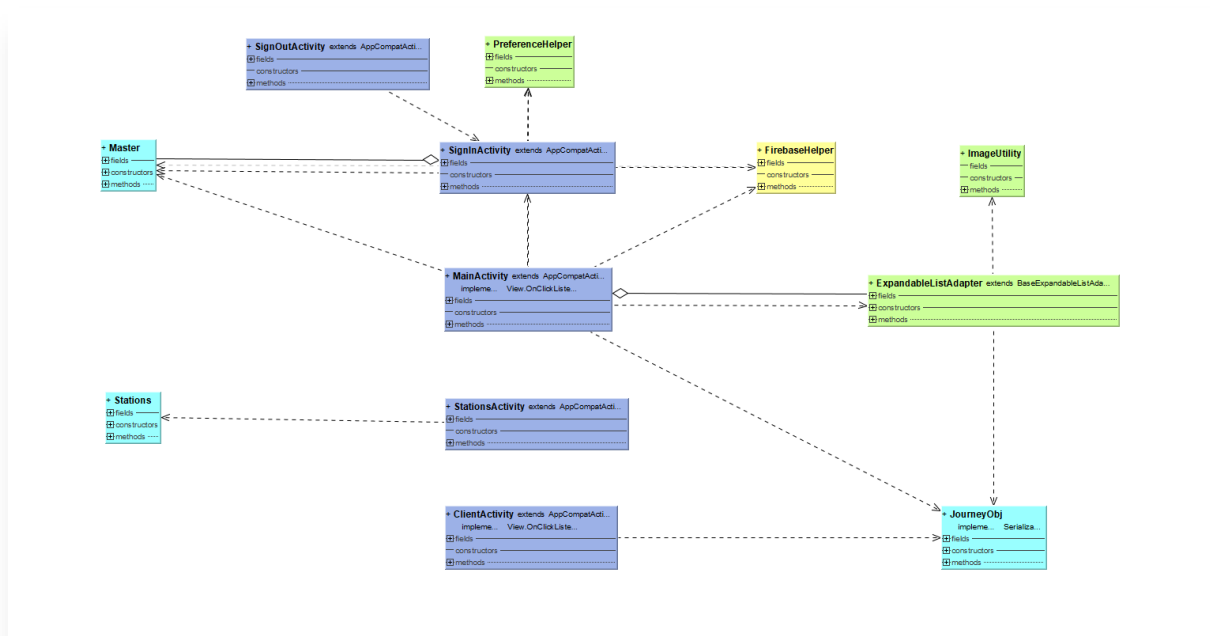 + SignOutActivity extends AppCompatActi...
fields
constructors
methods
+ PreferenceHelper
fields
constructors
methods
+ Master
fields
constructors
methods
+ SignInActivity extends AppCompatActi...
fields
constructors
methods
+ FirebaseHelper
fields
constructors
methods
+ ImageUtility
fields
constructors
methods
+ MainActivity extends AppCompatActi...
impleme... View.OnClickListe...
fields
constructors
methods
+ ExpandableListAdapter extends BaseExpandableListAda...
fields
constructors
methods
+ Stations
fields
constructors
methods
+ StationsActivity extends AppCompatActi...
fields
constructors
methods
+ ClientActivity extends AppCompatActi...
impleme... View.OnClickListe...
fields
constructors
methods
+ JourneyObj
impleme... Serializa...
fields
constructors
methods